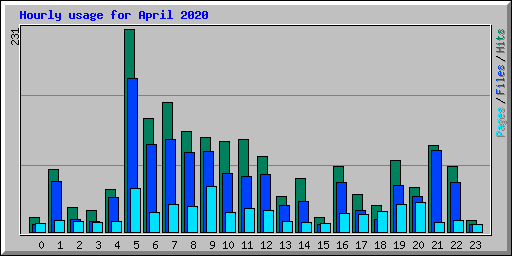 Hourly usage for April 2020
231
Pages / Files / Hits
0 1 2 3 4 5 6 7 8 9 10 11 12 13 14 15 16 17 18 19 20 21 22 23